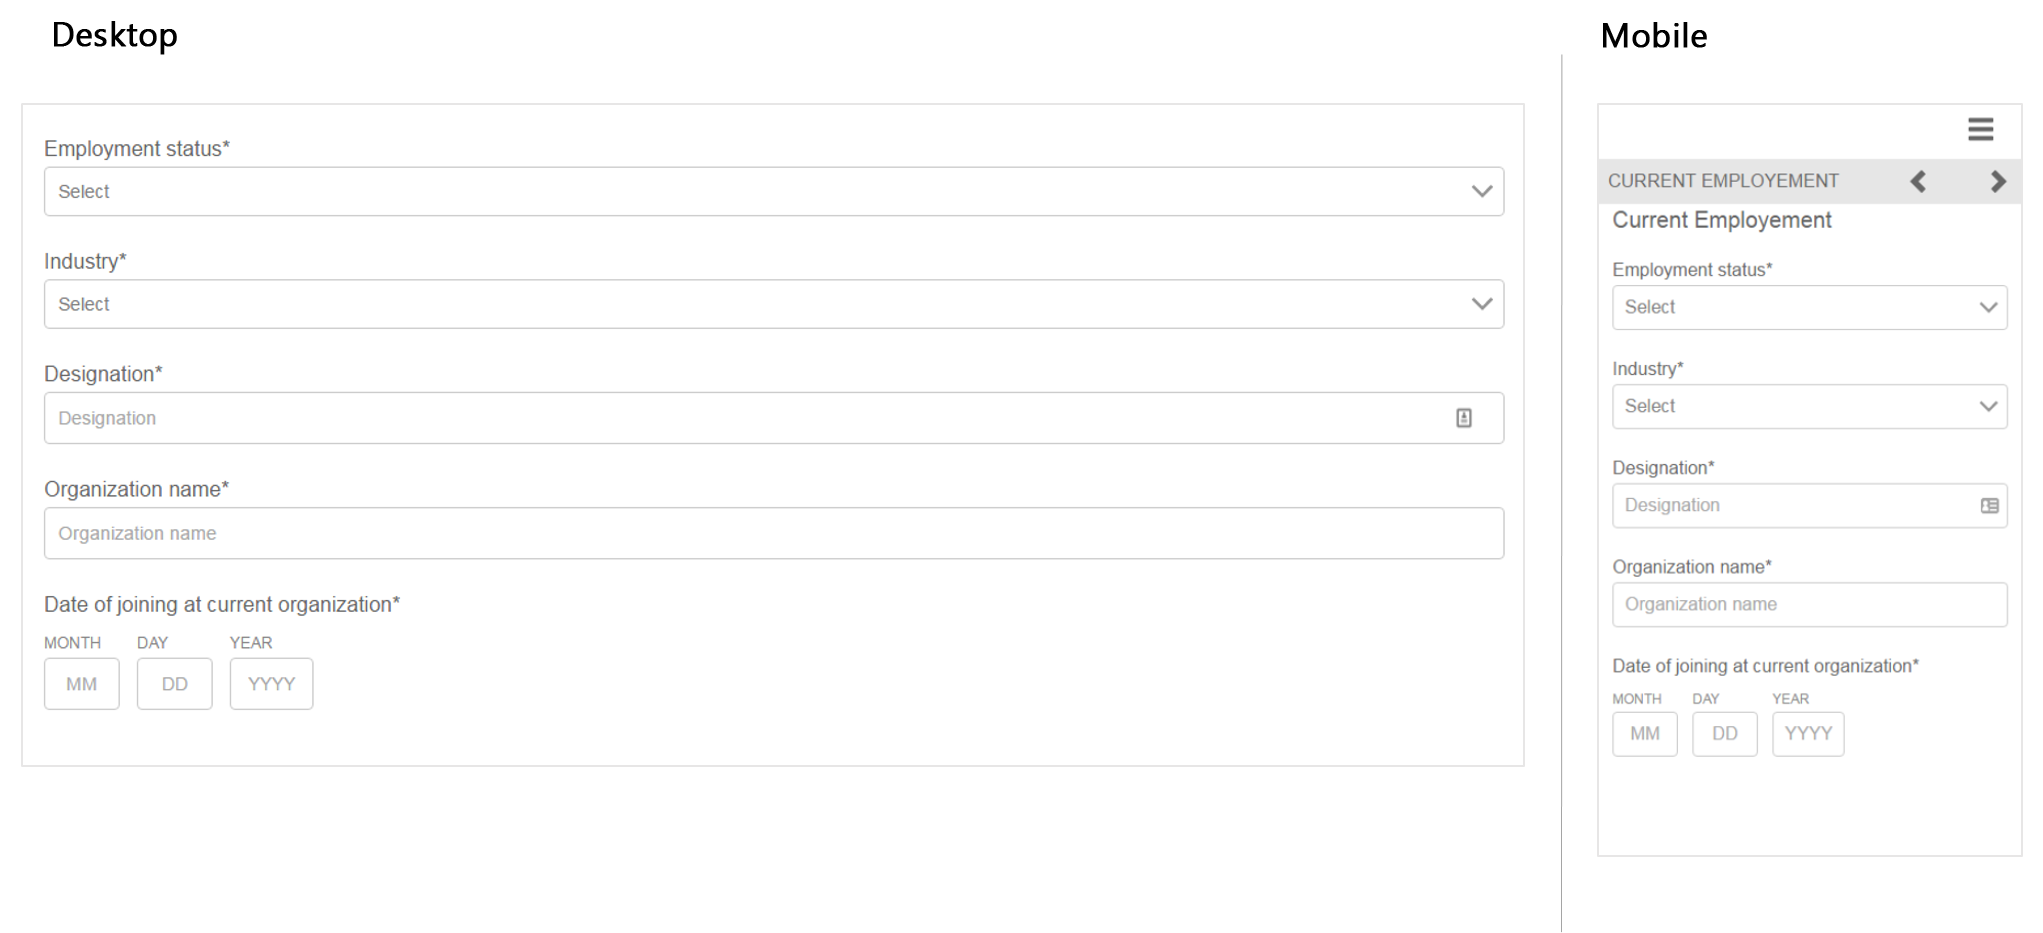 Desktop
Employment status*
Select
Industry*
Select
Designation*
Designation
Organization name*
Organization name
Date of joining at current organization*
MONTH DAY YEAR
MM DD YYYY
Mobile
CURRENT EMPLOYEMENT
Current Employement
Employment status*
Select
Industry*
Select
Designation*
Designation
Organization name*
Organization name
Date of joining at current organization*
MONTH DAY YEAR
MM DD YYYY